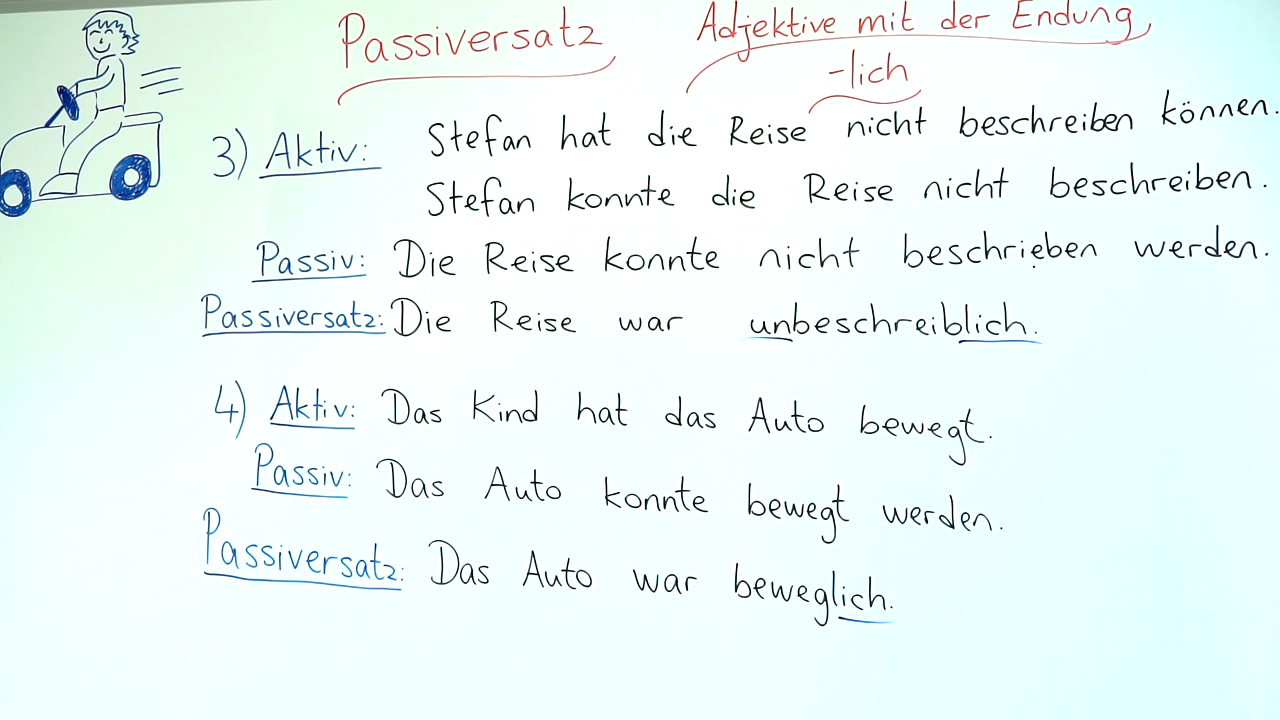 Passiversatz Adjektive mit der Endung
-lich
3) Aktiv: Stefan hat die Reise nicht beschreiben können.
Stefan konnte die Reise nicht beschreiben.
Passiv: Die Reise konnte nicht beschrieben werden.
Passiversatz: Die Reise war unbeschreiblich.
4) Aktiv: Das Kind hat das Auto bewegt.
Passiv: Das Auto konnte bewegt werden.
Passiversatz: Das Auto war beweglich.